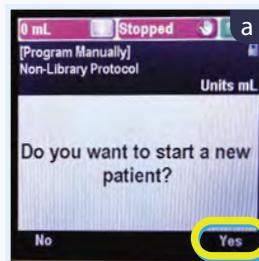 0 mL Stopped a
[Program Manually]
Non-Library Protocol
Units mL
Do you want to start a new
patient?
No Yes